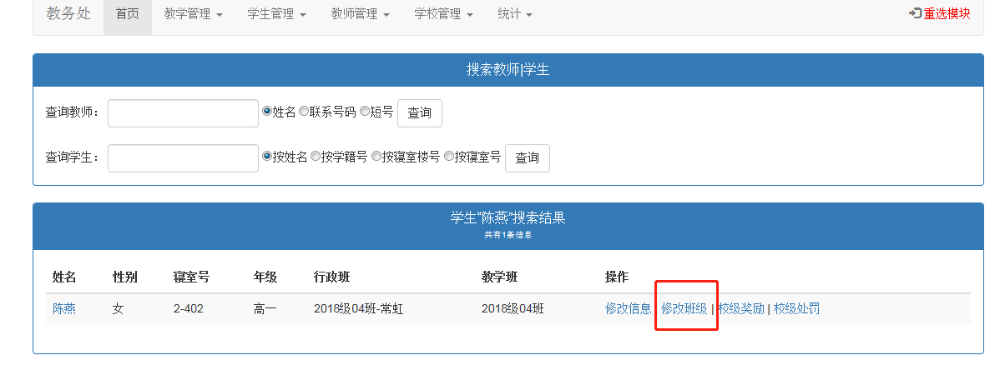 教务处 首页 教学管理 学生管理 教师管理 学校管理 统计 重选模块
搜索教师|学生
查询教师： 姓名 联系号码 短号 查询
查询学生： 按姓名 按学籍号 按寝室楼号 按寝室号 查询
学生"陈燕"搜索结果
共有1条信息
姓名 性别 寝室号 年级 行政班 教学班 操作
陈燕 女 2-402 高一 2018级04班-常虹 2018级04班 修改信息 | 修改班级 | 校级奖励 | 校级处罚